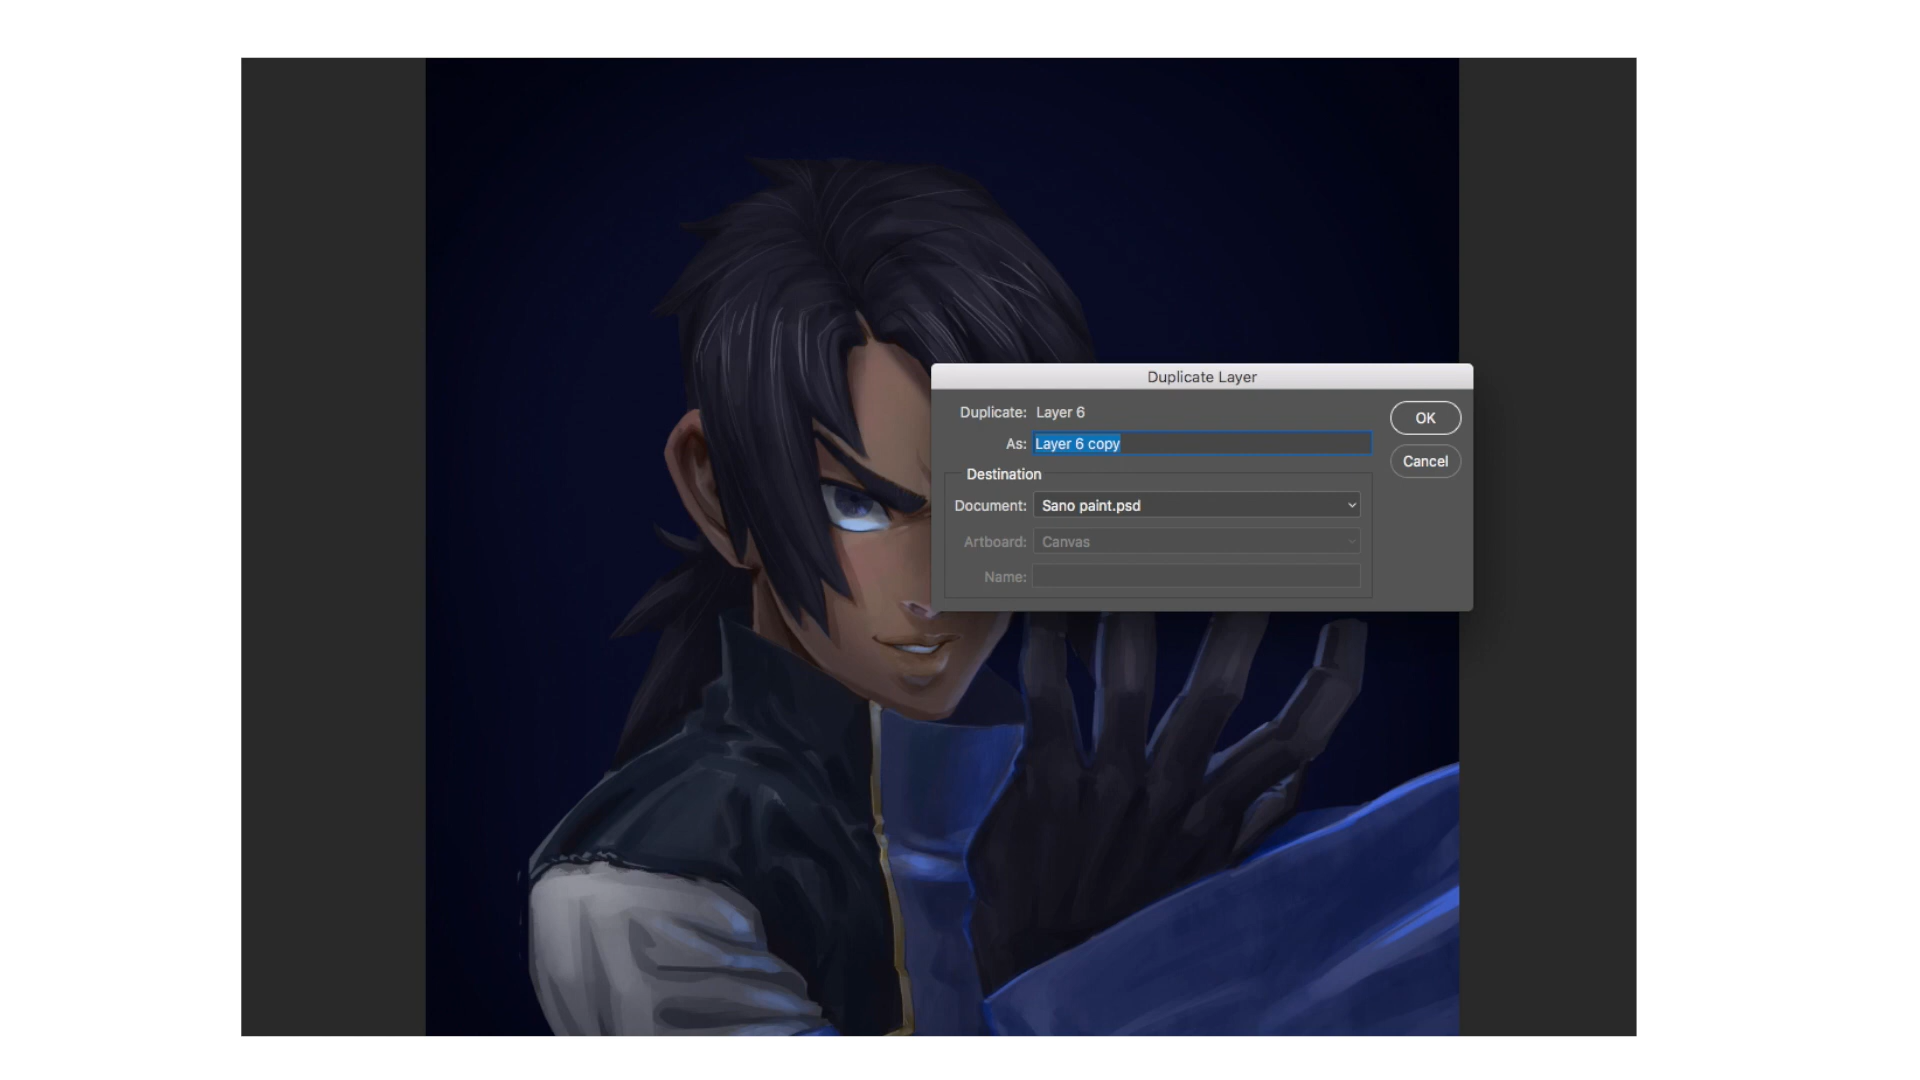 Duplicate Layer
Duplicate: Layer 6
OK
As: Layer 6 copy
Cancel
Destination
Document: Sano paint.psd
Artboard: Canvas
Name: